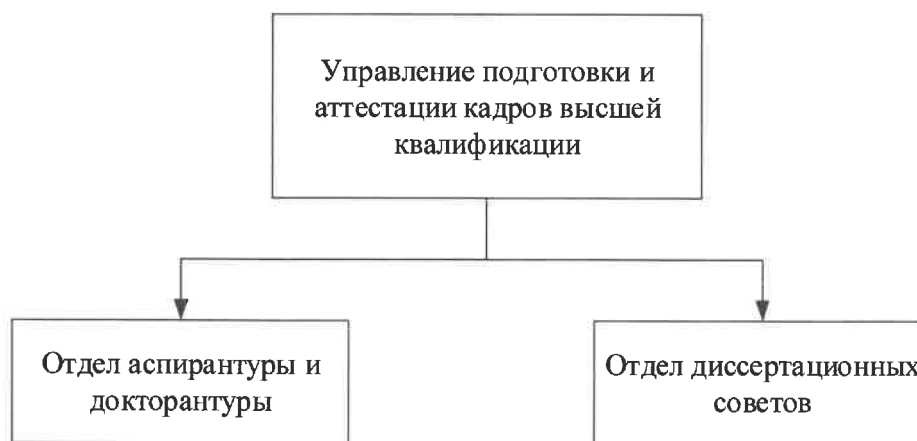 Управление подготовки и
аттестации кадров высшей
квалификации
Отдел аспирантуры и
докторантуры
Отдел диссертационных
советов